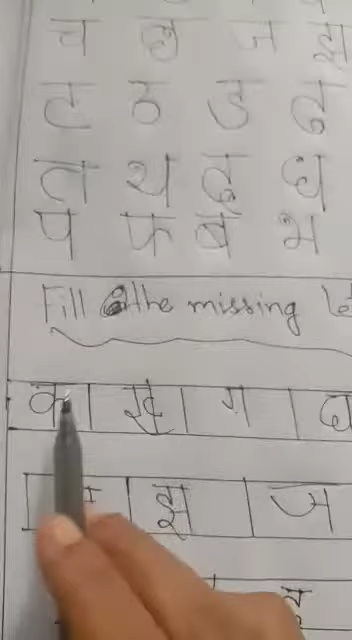 च छ ज झ
ट ठ ड ढ
त थ द ध
प फ ब भ
Fill the missing
क ख ग घ
ज